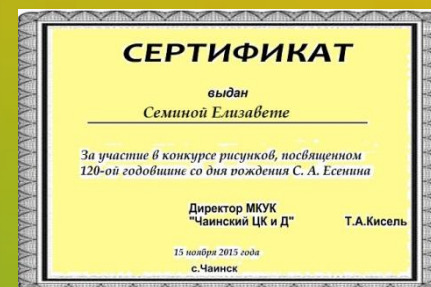 СЕРТИФИКАТ
выдан
Семиной Елизавете
За участие в конкурсе рисунков, посвященном
120-ой годовщине со дня рождения С. А. Есенина
Директор МКУК
"Чаинский ЦК и Д" Т.А.Кисель
15 ноября 2015 года
с.Чаинск